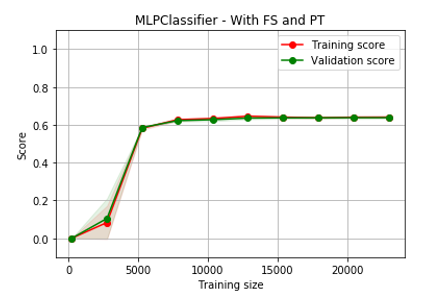 MLPClassifier - With FS and PT
Training score
Validation score
Score
1.0
0.8
0.6
0.4
0.2
0.0
0 5000 10000 15000 20000
Training size